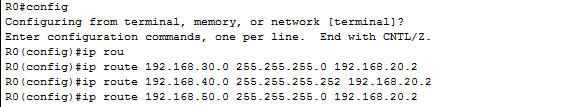 R0#config
Configuring from terminal, memory, or network [terminal]?
Enter configuration commands, one per line.  End with CNTL/Z.
R0(config)#ip rou
R0(config)#ip route 192.168.30.0 255.255.255.0 192.168.20.2
R0(config)#ip route 192.168.40.0 255.255.255.252 192.168.20.2
R0(config)#ip route 192.168.50.0 255.255.255.0 192.168.20.2